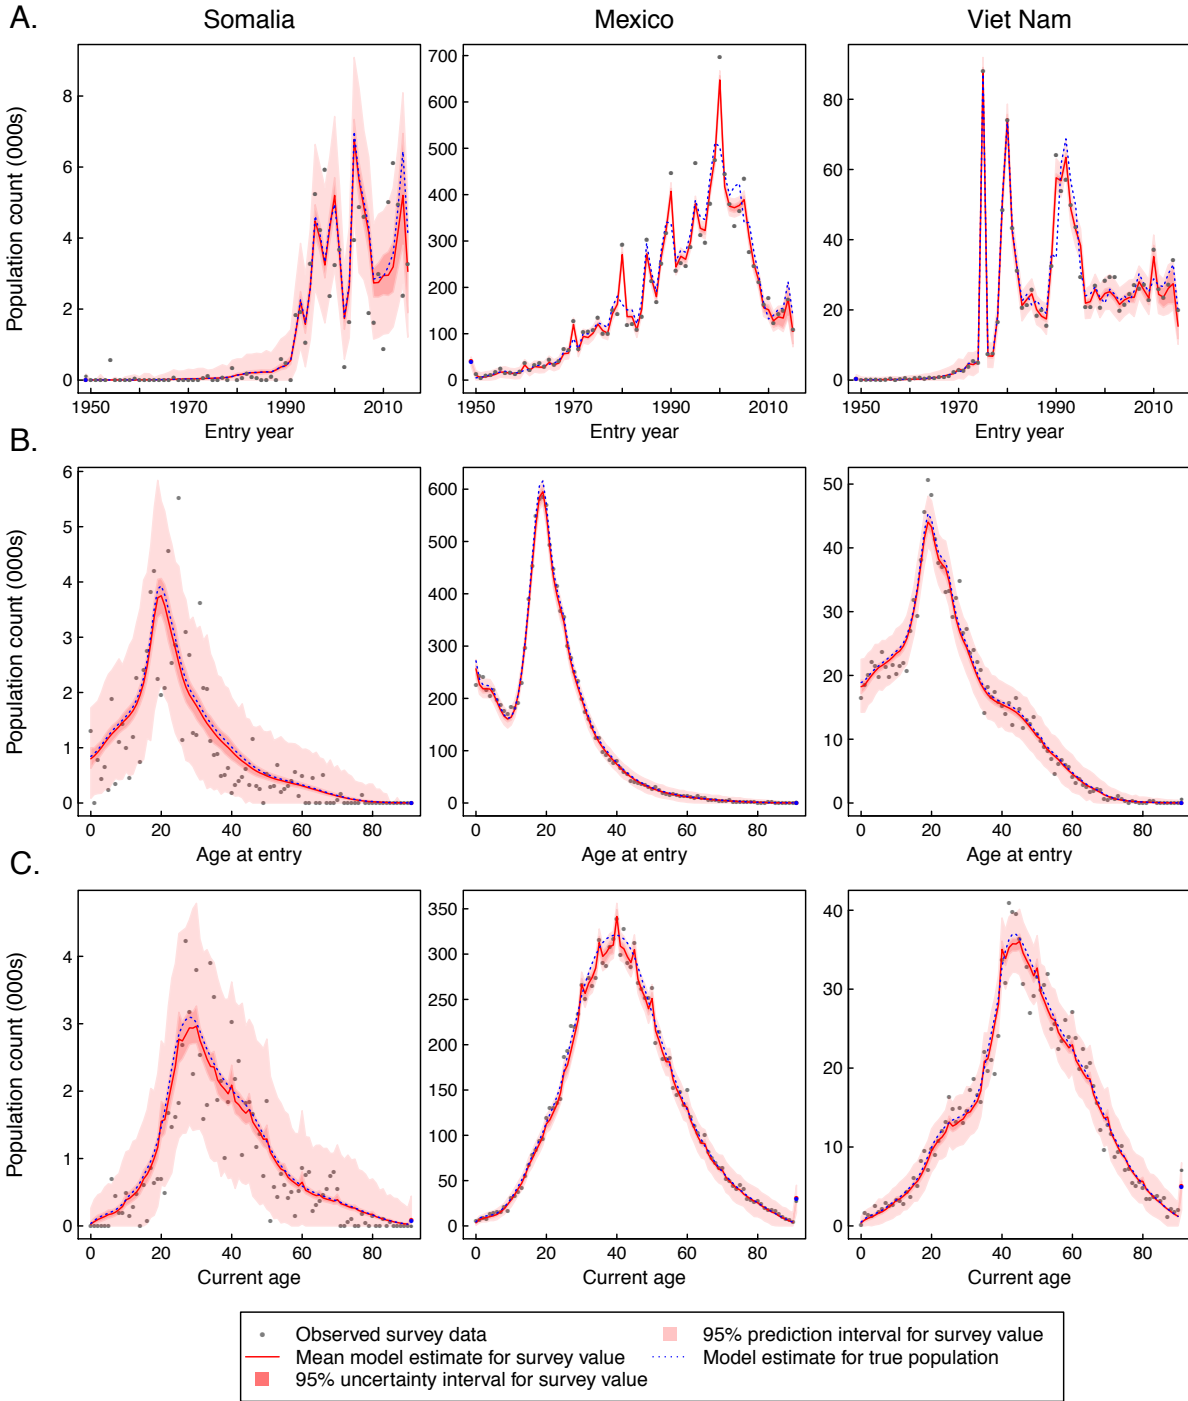 A. Somalia Mexico Viet Nam
Population count (000s)
0 2 4 6 8
0 100 200 300 400 500 600 700
0 20 40 60 80
1950 1970 1990 2010 1950 1970 1990 2010 1950 1970 1990 2010
Entry year Entry year Entry year
B.
Population count (000s)
0 1 2 3 4 5 6
0 100 200 300 400 500 600
0 10 20 30 40 50
0 20 40 60 80 0 20 40 60 80 0 20 40 60 80
Age at entry Age at entry Age at entry
C.
Population count (000s)
0 1 2 3 4
0 50 100 150 200 250 300 350
0 10 20 30 40
0 20 40 60 80 0 20 40 60 80 0 20 40 60 80
Current age Current age Current age
Observed survey data 95% prediction interval for survey value
Mean model estimate for survey value Model estimate for true population
95% uncertainty interval for survey value